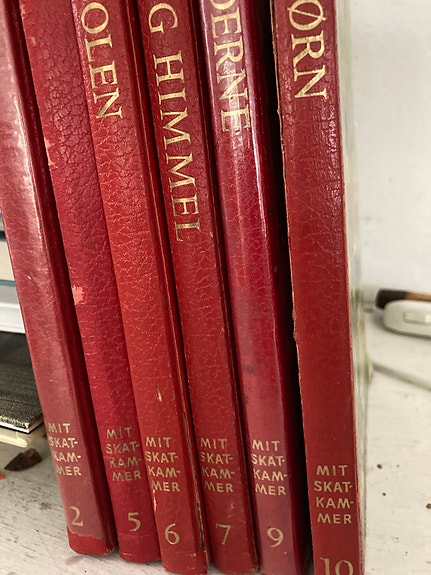 MIT
SKAT-
KAM-
MER
2
MIT
SKAT-
KAM-
MER
5
OLEN
MIT
SKAT-
KAM-
MER
6
G HIMMEL
MIT
SKAT-
KAM-
MER
7
DERNE
MIT
SKAT-
KAM-
MER
9
ØRN
MIT
SKAT-
KAM-
MER
10